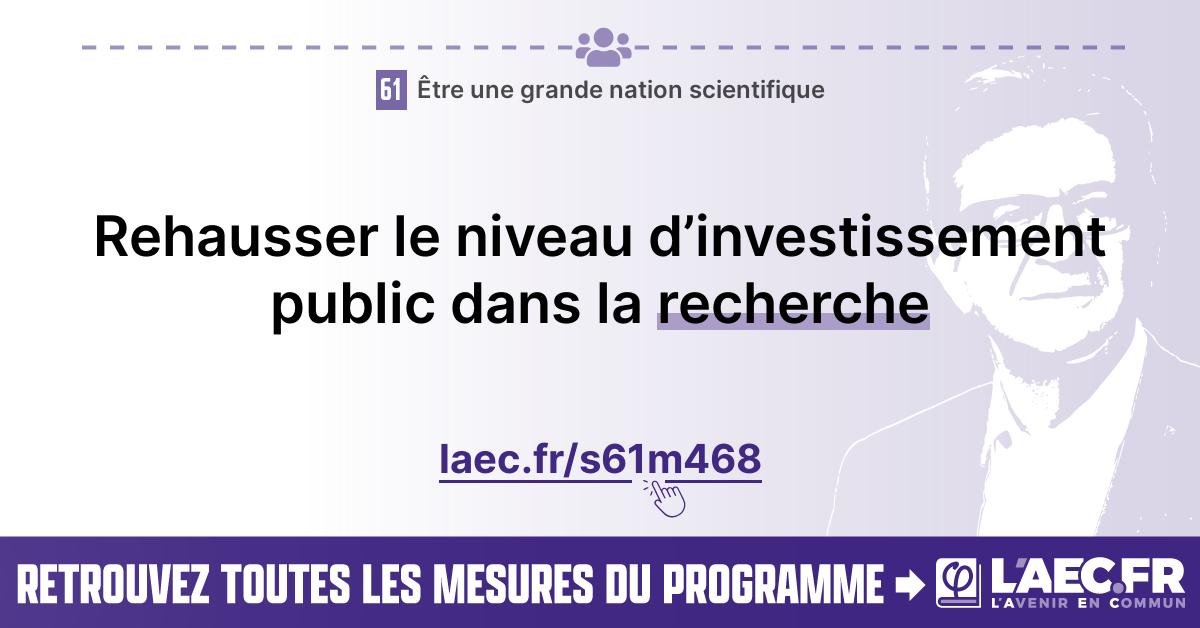 61 Être une grande nation scientifique
Rehausser le niveau d’investissement
public dans la recherche
laec.fr/s61m468
RETROUVEZ TOUTES LES MESURES DU PROGRAMME
L'AEC.FR
L'AVENIR EN COMMUN